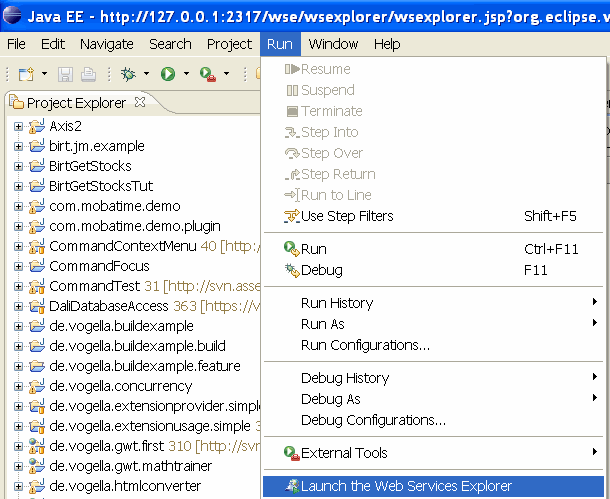 Java EE - http://127.0.0.1:2317/wse/wsexplorer/wsexplorer.jsp?org.eclipse.v
File Edit Navigate Search Project Run Window Help
Project Explorer
Axis2
birt.jm.example
BirtGetStocks
BirtGetStocksTut
com.mobatime.demo
com.mobatime.demo.plugin
CommandContextMenu 40 [http:/
CommandFocus
CommandTest 31 [http://svn.asse
DaliDatabaseAccess 363 [https://v
de.vogella.buildexample
de.vogella.buildexample.build
de.vogella.buildexample.feature
de.vogella.concurrency
de.vogella.extensionprovider.simple
de.vogella.extensionusage.simple 3
de.vogella.gwt.first 310 [http://svn
de.vogella.gwt.mathtrainer
de.vogella.htmlconverter
Resume
Suspend
Terminate
Step Into
Step Over
Step Return
Run to Line
Use Step Filters Shift+F5
Run Ctrl+F11
Debug F11
Run History
Run As
Run Configurations...
Debug History
Debug As
Debug Configurations...
External Tools
Launch the Web Services Explorer